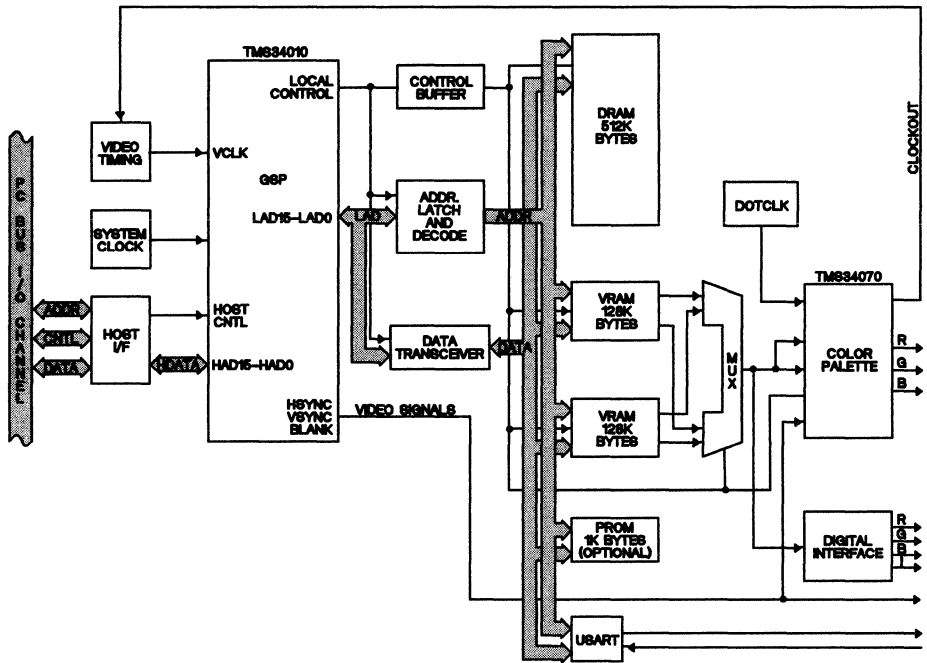 TMS34010
LOCAL
CONTROL
CONTROL
BUFFER
DRAM
512K
BYTES
CLOCKOUT
VIDEO
TIMING
VCLK
GSP
PC BUS I/O CHANNEL
LAD15-LAD0
LAD
ADDR.
LATCH
AND
DECODE
ADDR
DOTCLK
SYSTEM
CLOCK
TMS34070
ADDR
CNTL
DATA
HOST
I/F
HOST
CNTL
HDATA
HAD15-HAD0
DATA
TRANSCEIVER
DATA
VRAM
128K
BYTES
MUX
COLOR
PALETTE
R
G
B
HSYNC
VSYNC
BLANK
VIDEO SIGNALS
VRAM
128K
BYTES
PROM
1K BYTES
(OPTIONAL)
DIGITAL
INTERFACE
R
G
B
I
USART